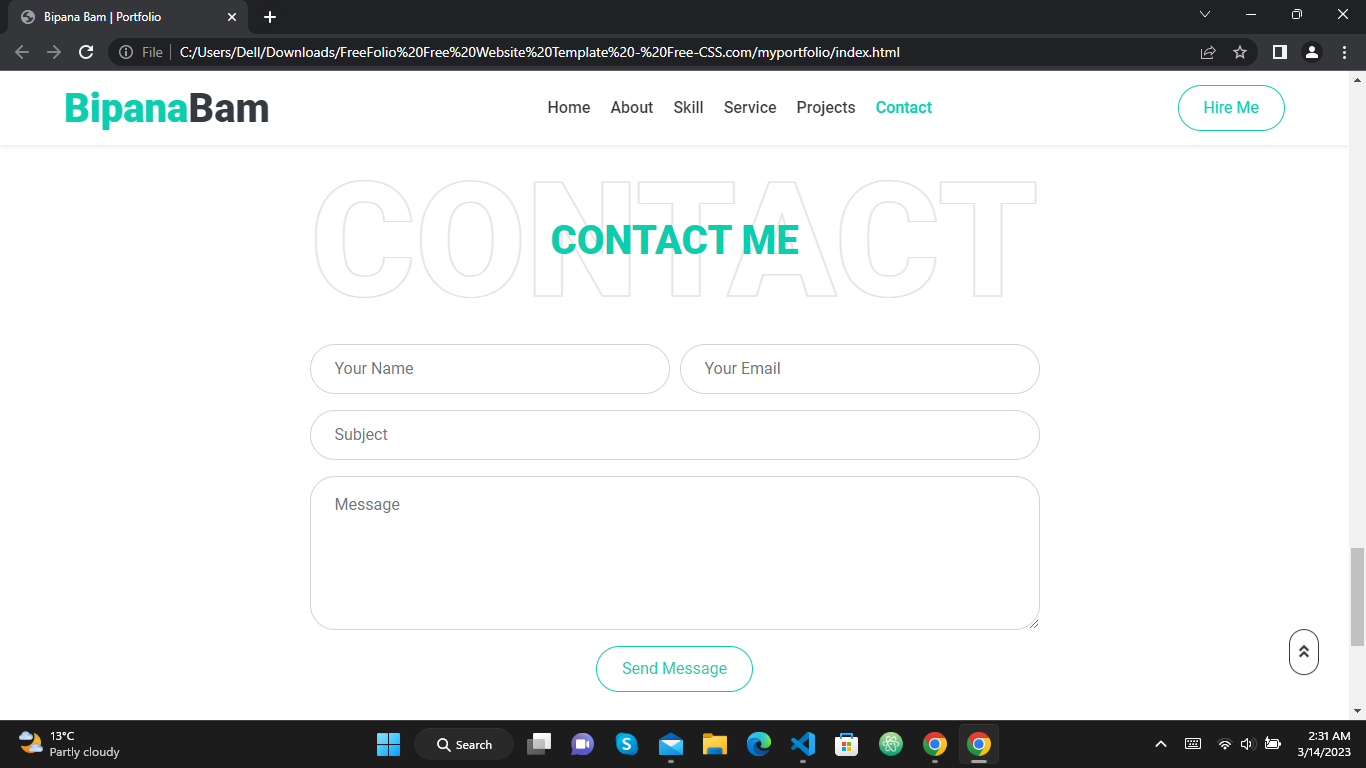 Bipana Bam | Portfolio
File C:/Users/Dell/Downloads/FreeFolio%20Free%20Website%20Template%20-%20Free-CSS.com/myportfolio/index.html
BipanaBam Home About Skill Service Projects Contact Hire Me
CONTACT
CONTACT ME
Your Name Your Email
Subject
Message
Send Message
13°C
Partly cloudy
Search
2:31 AM
3/14/2023